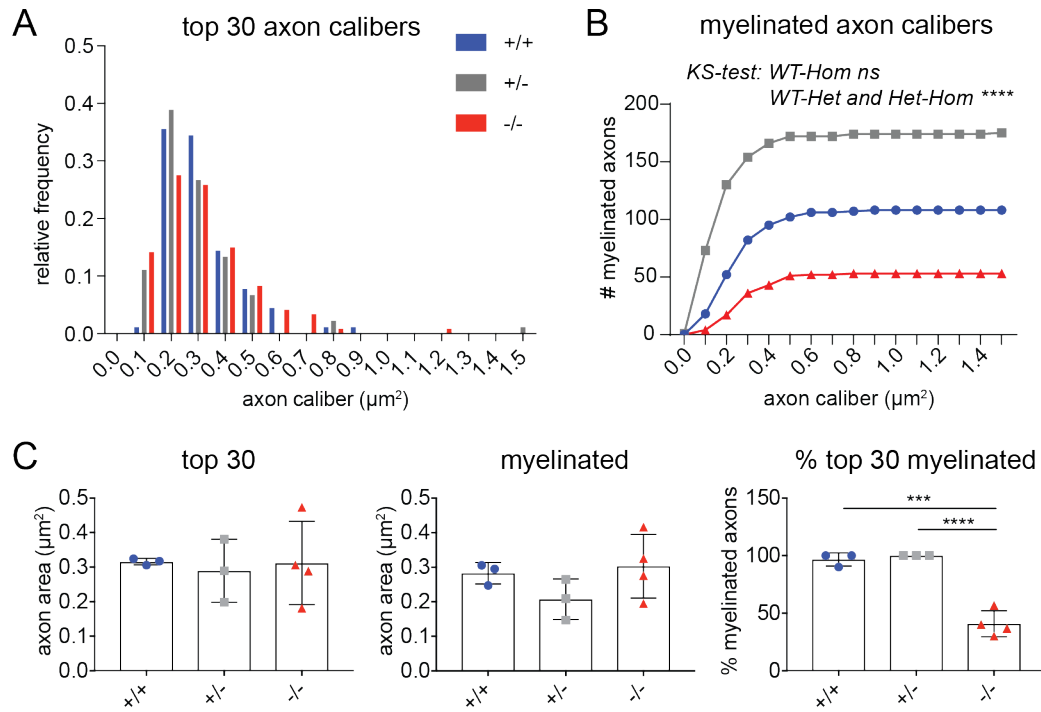 A
top 30 axon calibers
+/+
+/-
-/-
relative frequency
0.5
0.4
0.3
0.2
0.1
0.0
0.0 0.1 0.2 0.3 0.4 0.5 0.6 0.7 0.8 0.9 1.0 1.1 1.2 1.3 1.4 1.5
axon caliber (µm²)
B
myelinated axon calibers
KS-test: WT-Hom ns
WT-Het and Het-Hom ****
# myelinated axons
200
150
100
50
0
0.0 0.2 0.4 0.6 0.8 1.0 1.2 1.4
axon caliber (µm²)
C
top 30
axon area (µm²)
0.5
0.4
0.3
0.2
0.1
0.0
+/+ +/- -/-
myelinated
axon area (µm²)
0.5
0.4
0.3
0.2
0.1
0.0
+/+ +/- -/-
% top 30 myelinated
% myelinated axons
150
100
50
0
***
****
+/+ +/- -/-